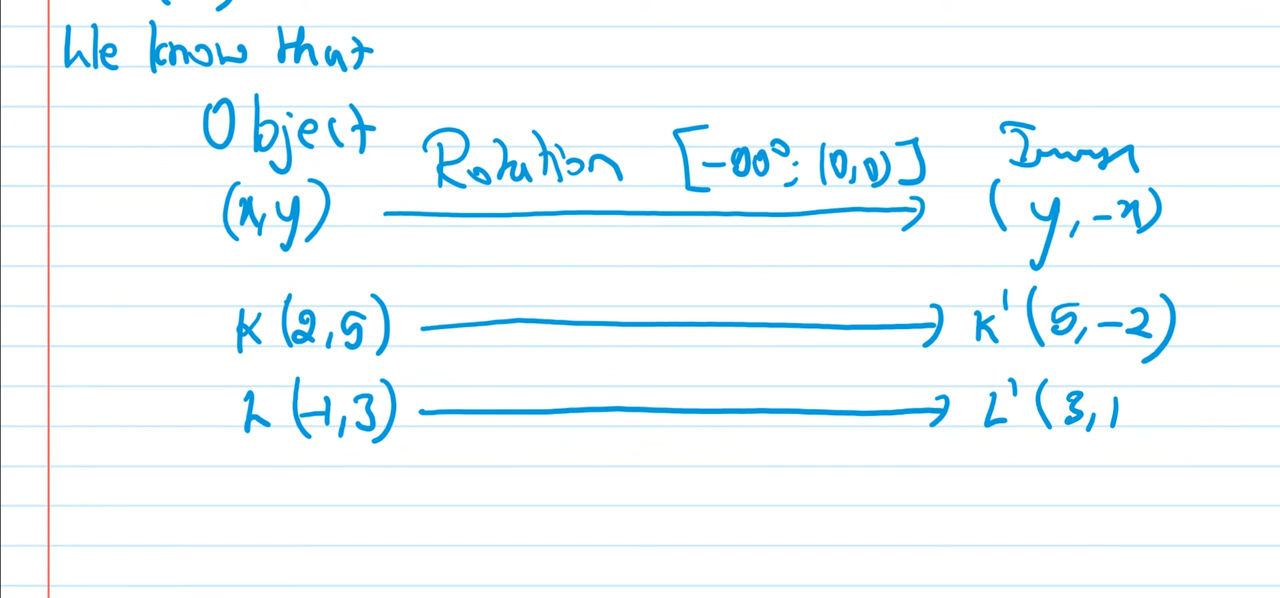 We know that
Object Rotation [-90°; (0,0)] Image
(x,y) (y,-x)
K (2,5) K' (5,-2)
L (-1,3) L' (3,1